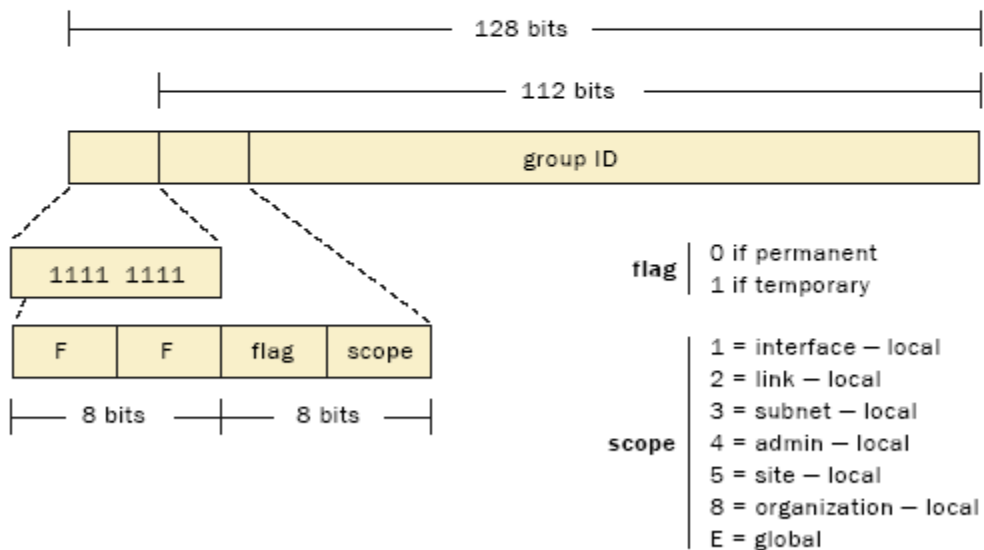 128 bits
112 bits
group ID
1111 1111
F F flag scope
8 bits 8 bits
flag
0 if permanent
1 if temporary
scope
1 = interface – local
2 = link – local
3 = subnet – local
4 = admin – local
5 = site – local
8 = organization – local
E = global